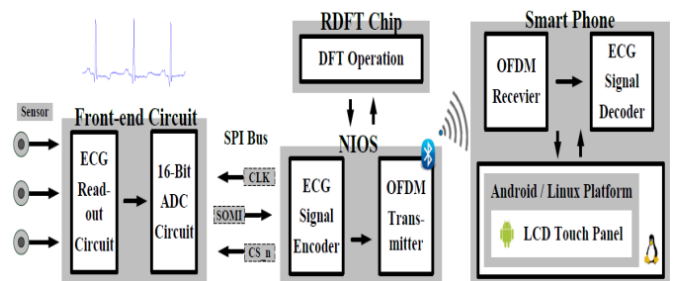 RDFT Chip
DFT Operation
Smart Phone
OFDM
Recevier
ECG
Signal
Decoder
Sensor
Front-end Circuit
ECG
Read-
out
Circuit
16-Bit
ADC
Circuit
SPI Bus
CLK
SOMI
CS_n
NIOS
ECG
Signal
Encoder
OFDM
Trans-
mitter
Android / Linux Platform
LCD Touch Panel